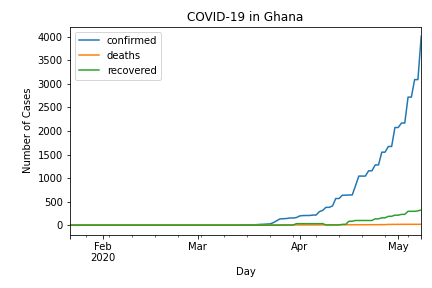 COVID-19 in Ghana
confirmed
deaths
recovered
Number of Cases
4000
3500
3000
2500
2000
1500
1000
500
0
Feb
2020
Mar
Apr
May
Day